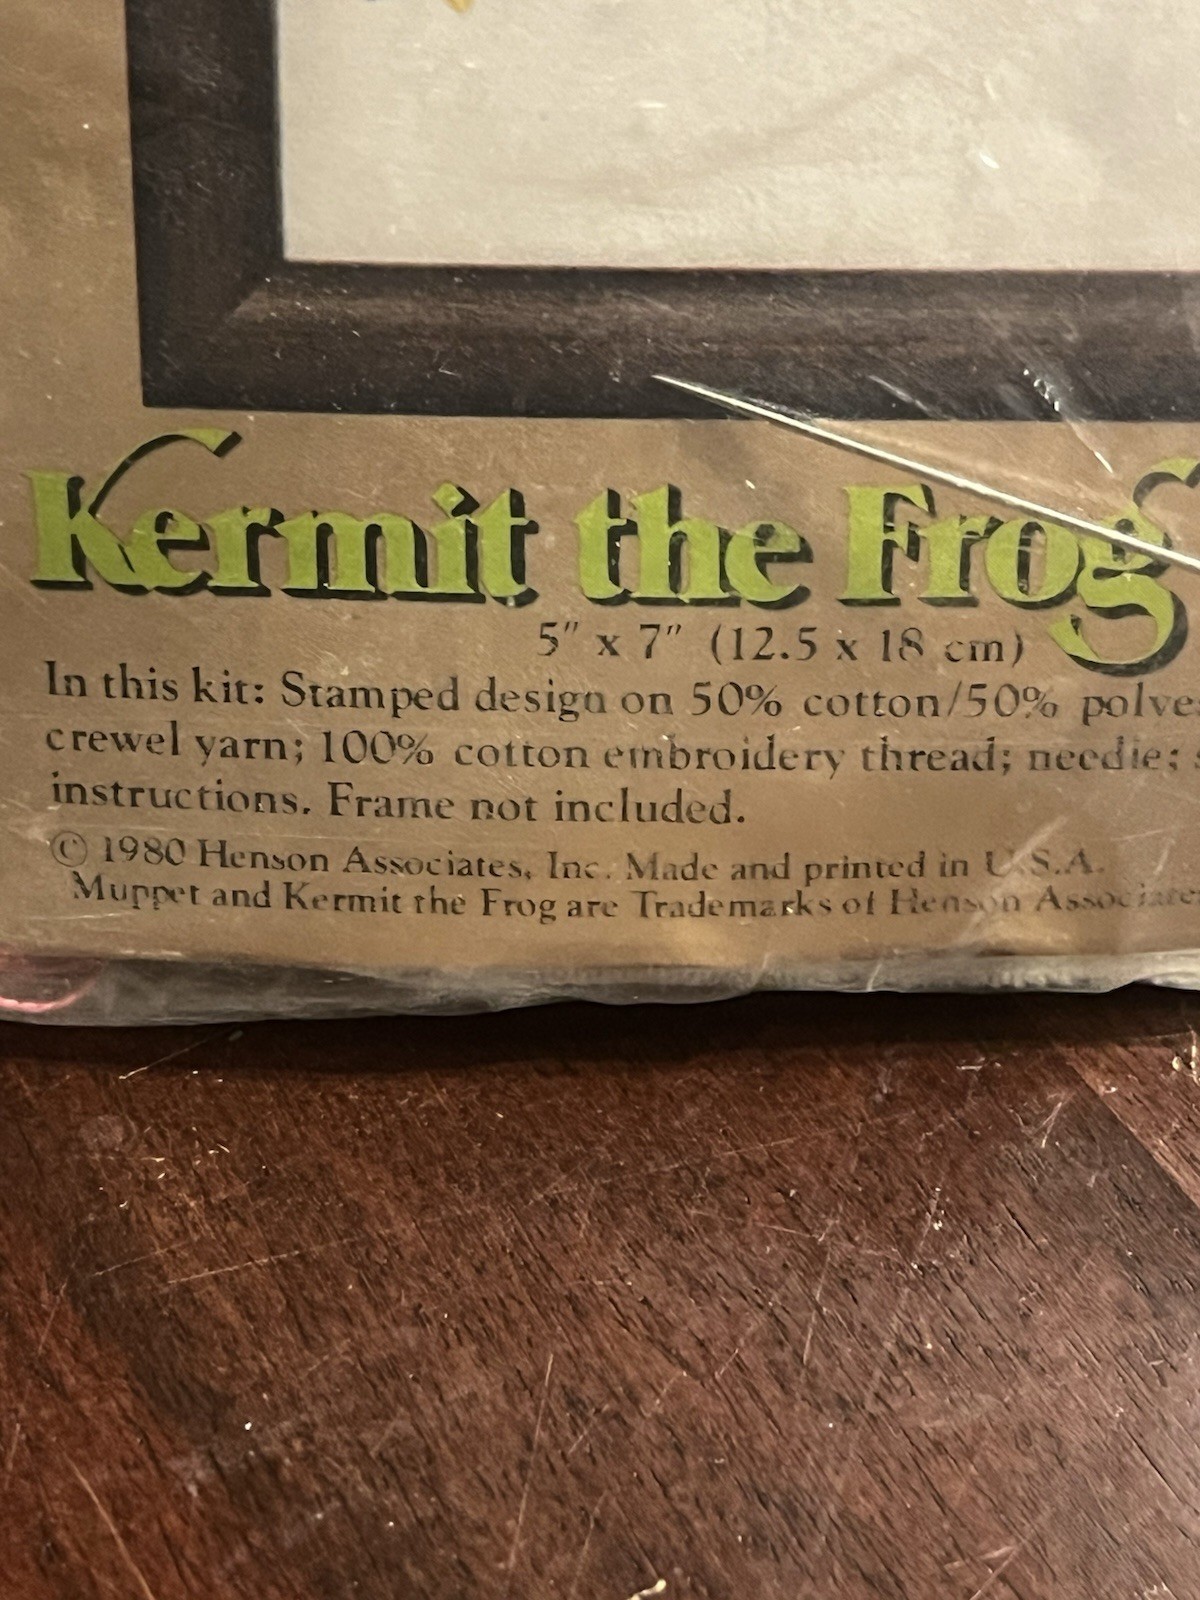 Kermit the Frog
5" x 7" (12.5 x 18 cm)
In this kit: Stamped design on 50% cotton/50%
crewel yarn; 100% cotton embroidery thread; needle;
instructions. Frame not included.
© 1980 Henson Associates, Inc. Made and printed in U.S.A.
Muppet and Kermit the Frog are Trademarks of Henson